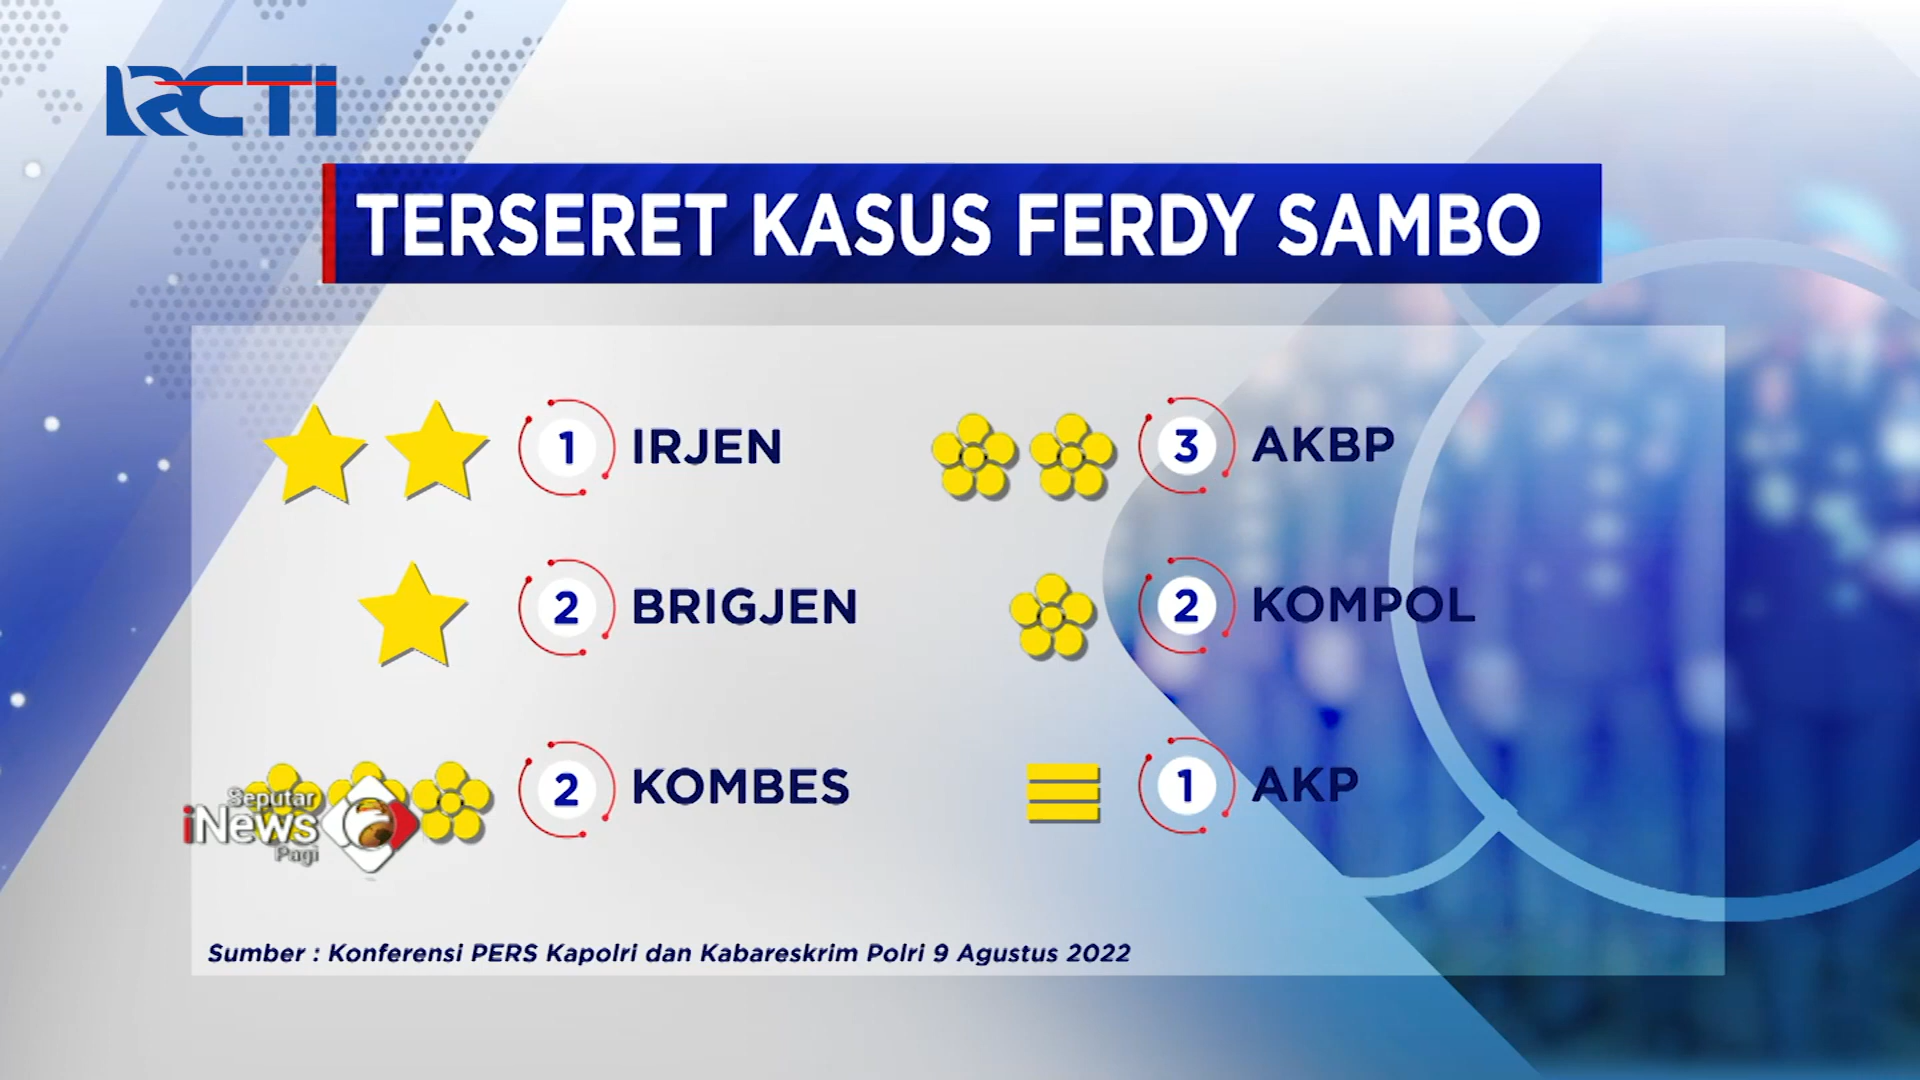 RCTI
TERSERET KASUS FERDY SAMBO
1 IRJEN
2 BRIGJEN
2 KOMBES
3 AKBP
2 KOMPOL
1 AKP
Seputar
iNews
Pagi
Sumber : Konferensi PERS Kapolri dan Kabareskrim Polri 9 Agustus 2022